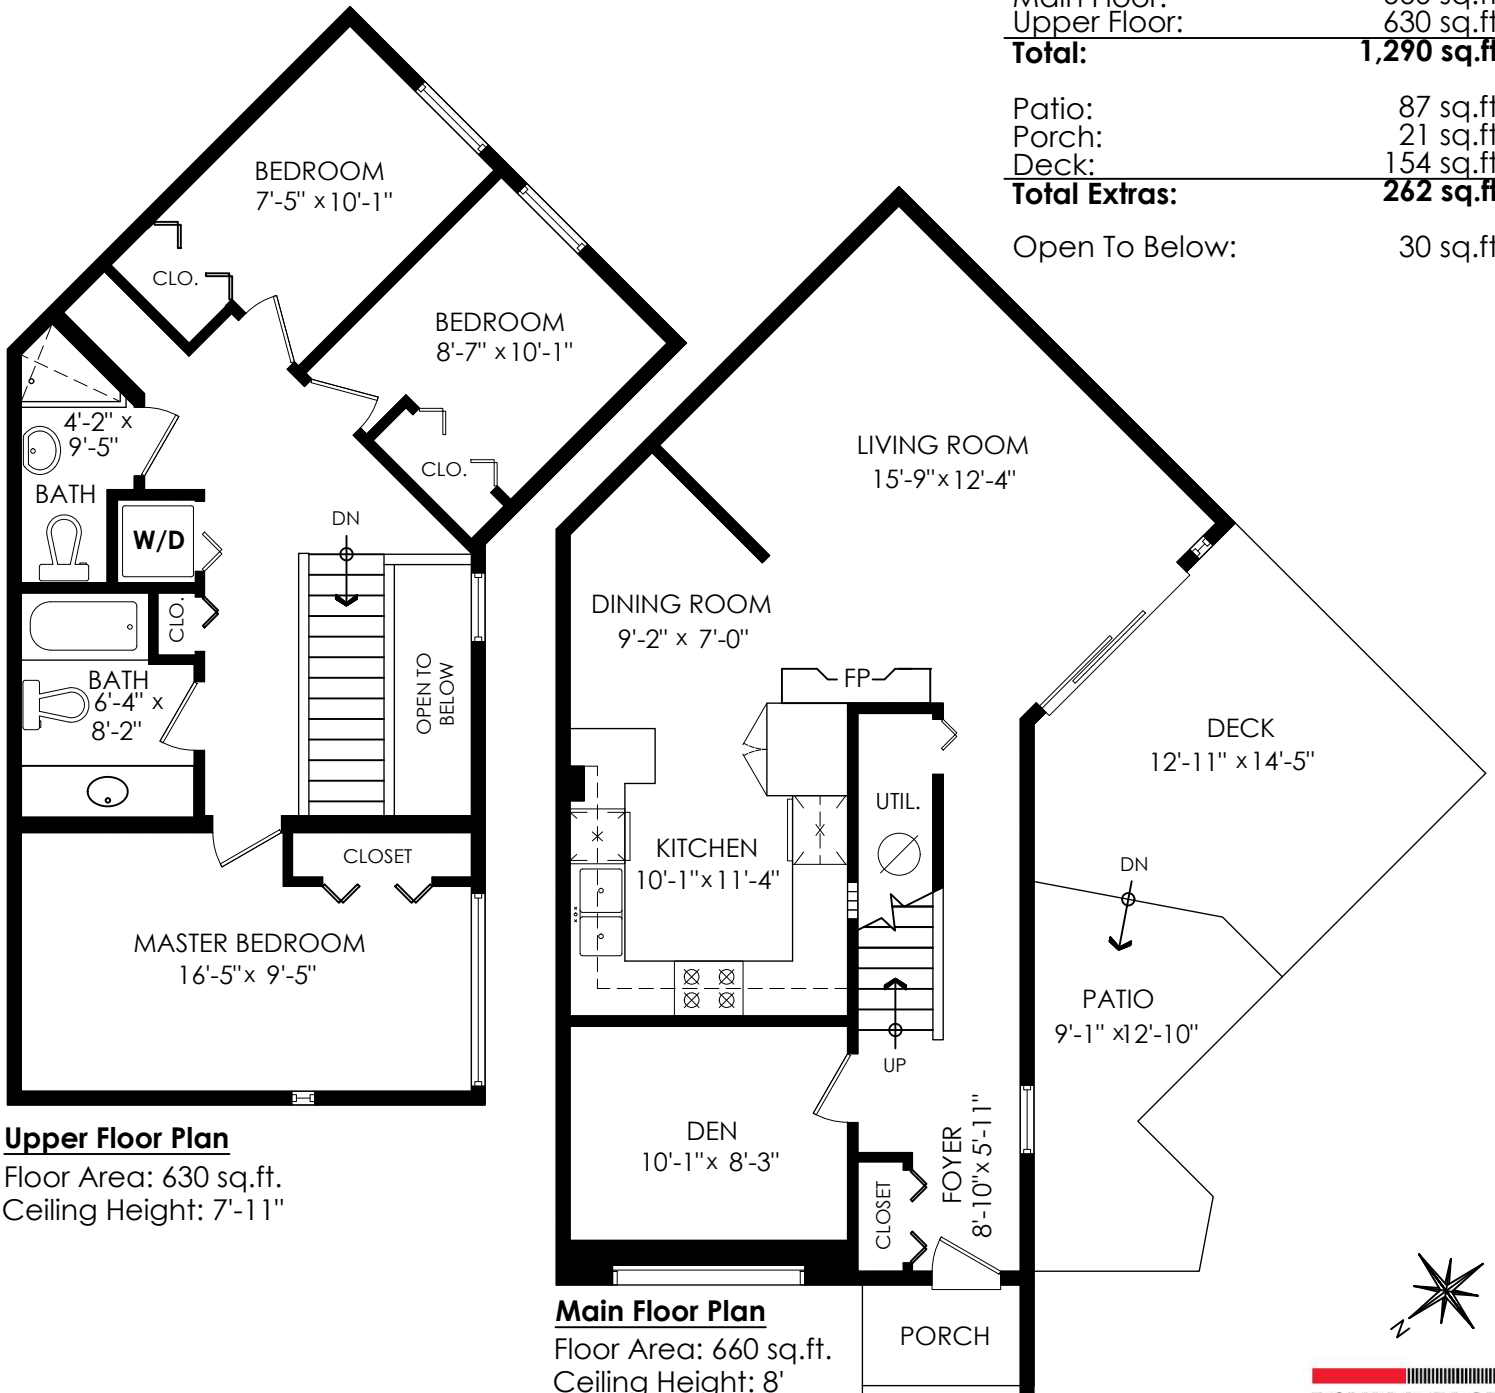 Upper Floor: 630 sq.ft
Total: 1,290 sq.ft
Patio: 87 sq.ft
Porch: 21 sq.ft
Deck: 154 sq.ft
Total Extras: 262 sq.ft
Open To Below: 30 sq.ft
BEDROOM
7'-5" x 10'-1"
CLO.
BEDROOM
8'-7" x 10'-1"
CLO.
4'-2" x
9'-5"
BATH
W/D
DN
CLO.
BATH
6'-4" x
8'-2"
OPEN TO
BELOW
CLOSET
MASTER BEDROOM
16'-5" x 9'-5"
Upper Floor Plan
Floor Area: 630 sq.ft.
Ceiling Height: 7'-11"
LIVING ROOM
15'-9" x 12'-4"
DINING ROOM
9'-2" x 7'-0"
FP
DECK
12'-11" x 14'-5"
UTIL.
KITCHEN
10'-1" x 11'-4"
DN
PATIO
9'-1" x 12'-10"
UP
DEN
10'-1" x 8'-3"
FOYER
8'-10" x 5'-11"
CLOSET
PORCH
Main Floor Plan
Floor Area: 660 sq.ft.
Ceiling Height: 8'
N